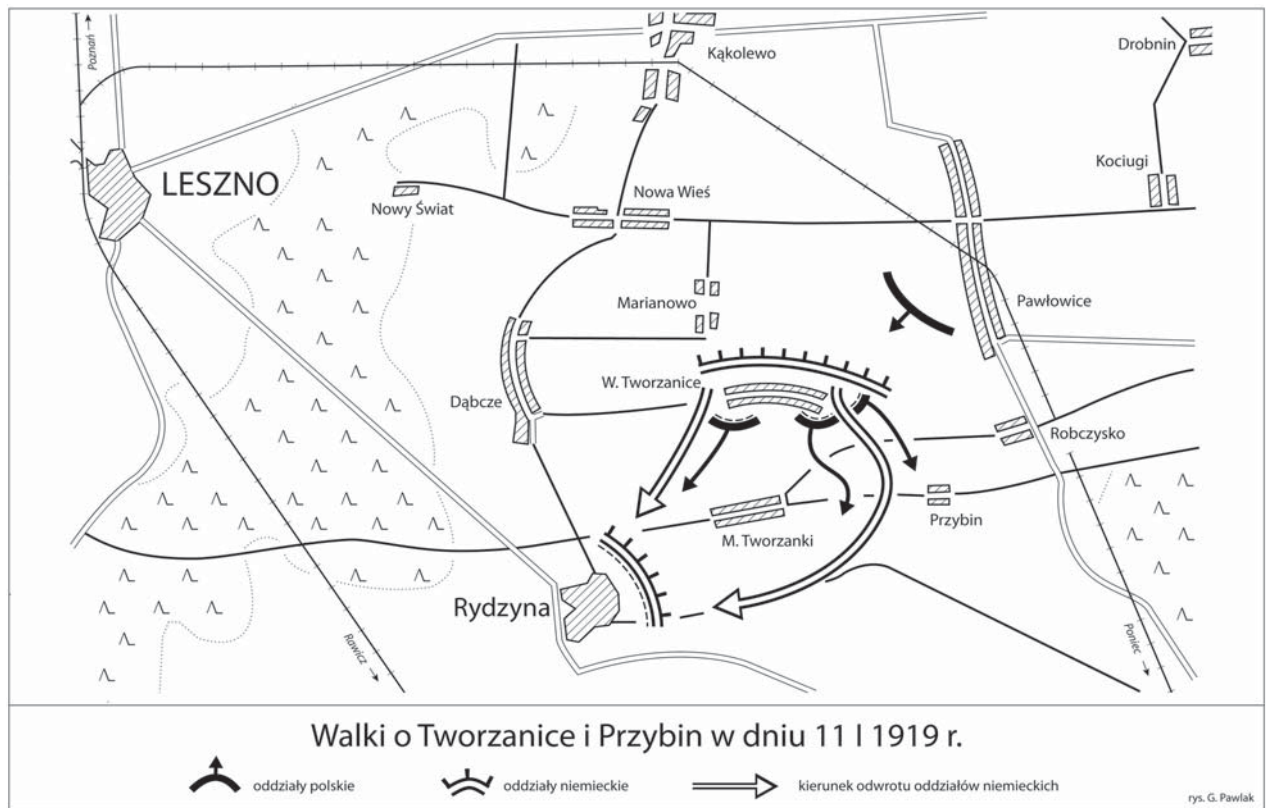 Poznań
Kąkolewo
Drobnin
LESZNO
Nowy Świat
Nowa Wieś
Kociugi
Marianowo
Pawłowice
W. Tworzanice
Dąbcze
Robczysko
Przybin
M. Tworzanki
Rydzyna
Rawicz
Poniec
Walki o Tworzanice i Przybin w dniu 11 I 1919 r.
oddziały polskie
oddziały niemieckie
kierunek odwrotu oddziałów niemieckich
rys. G. Pawlak